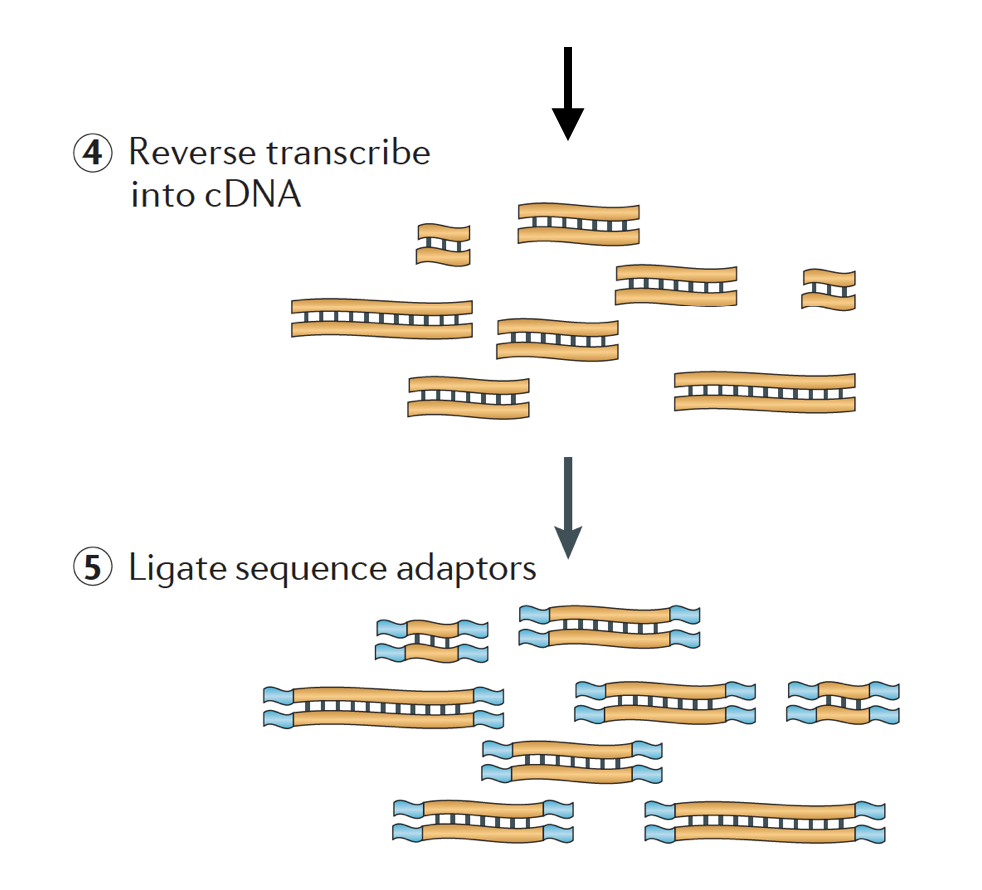 ④ Reverse transcribe
into cDNA
⑤ Ligate sequence adaptors